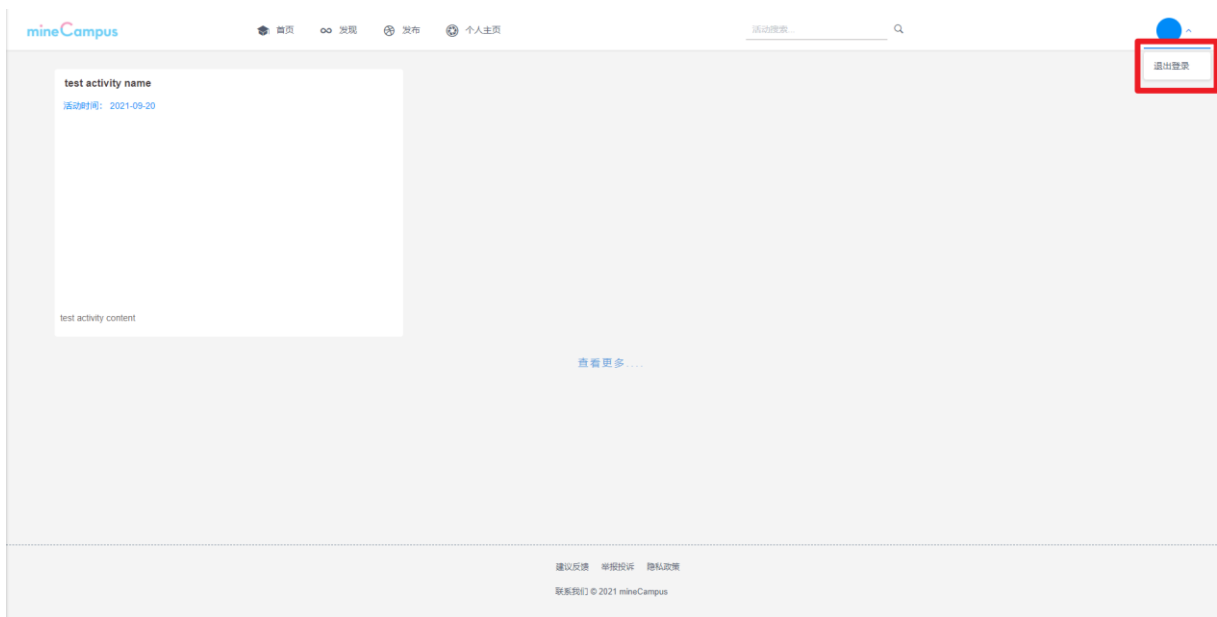 mineCampus 首页 发现 发布 个人主页 活动搜索...
退出登录
test activity name
活动时间： 2021-09-20
test activity content
查看更多....
建议反馈 举报投诉 隐私政策
联系我们 © 2021 mineCampus